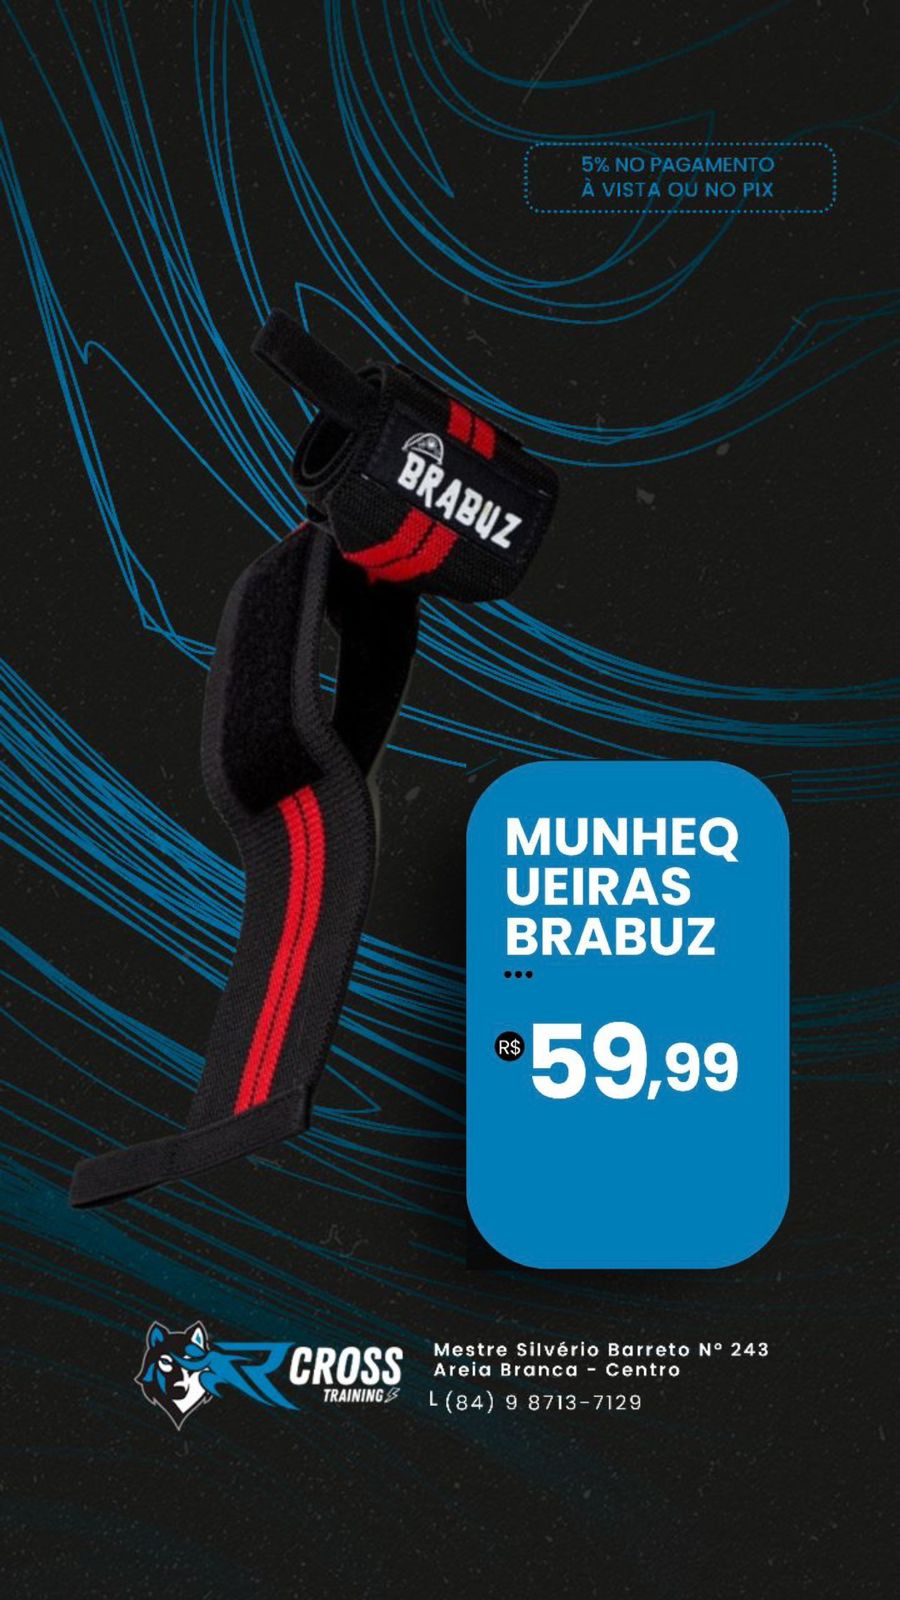 5% NO PAGAMENTO
À VISTA OU NO PIX
BRABUZ
MUNHEQ
UEIRAS
BRABUZ
...
R$ 59,99
R CROSS
TRAINING
Mestre Silvério Barreto Nº 243
Areia Branca - Centro
(84) 9 8713-7129